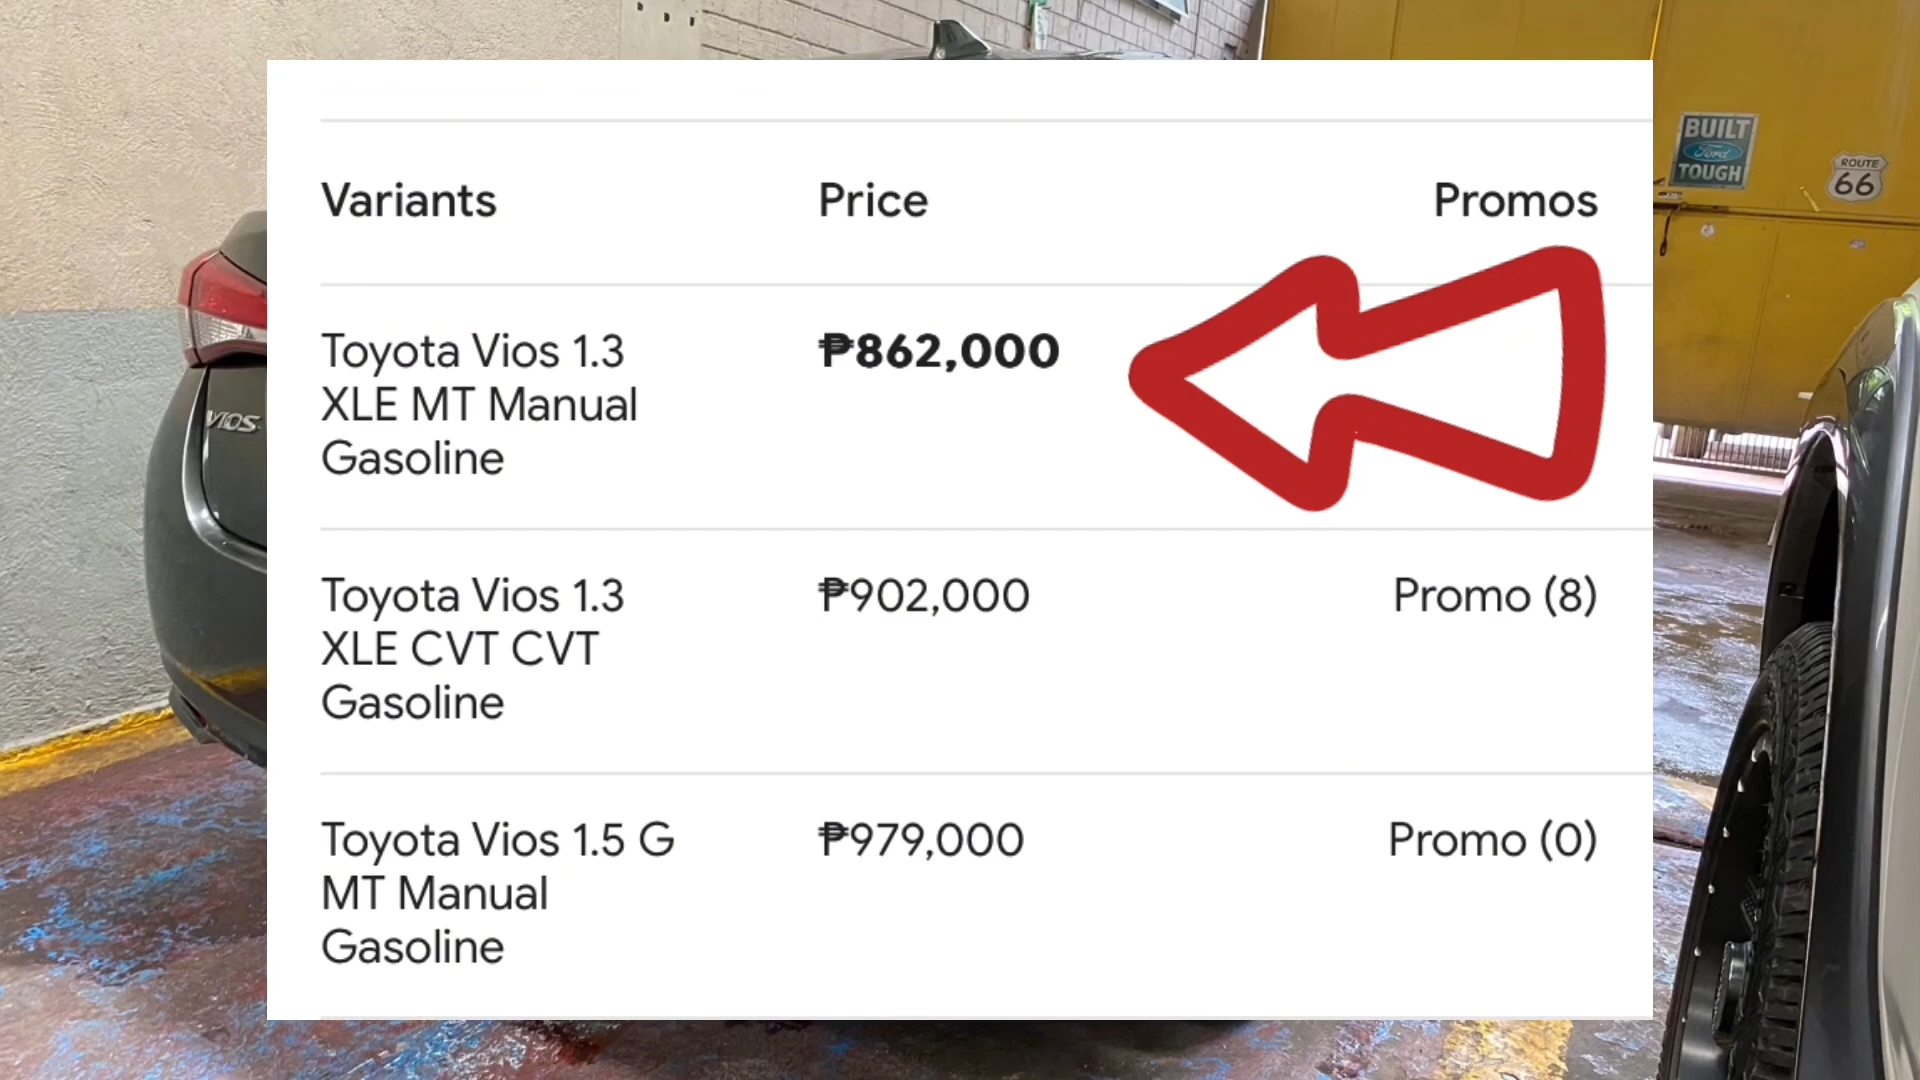 BUILT
Ford
TOUGH
ROUTE
66
VIOS
Variants Price Promos
Toyota Vios 1.3 ₱862,000
XLE MT Manual
Gasoline
Toyota Vios 1.3 ₱902,000 Promo (8)
XLE CVT CVT
Gasoline
Toyota Vios 1.5 G ₱979,000 Promo (0)
MT Manual
Gasoline